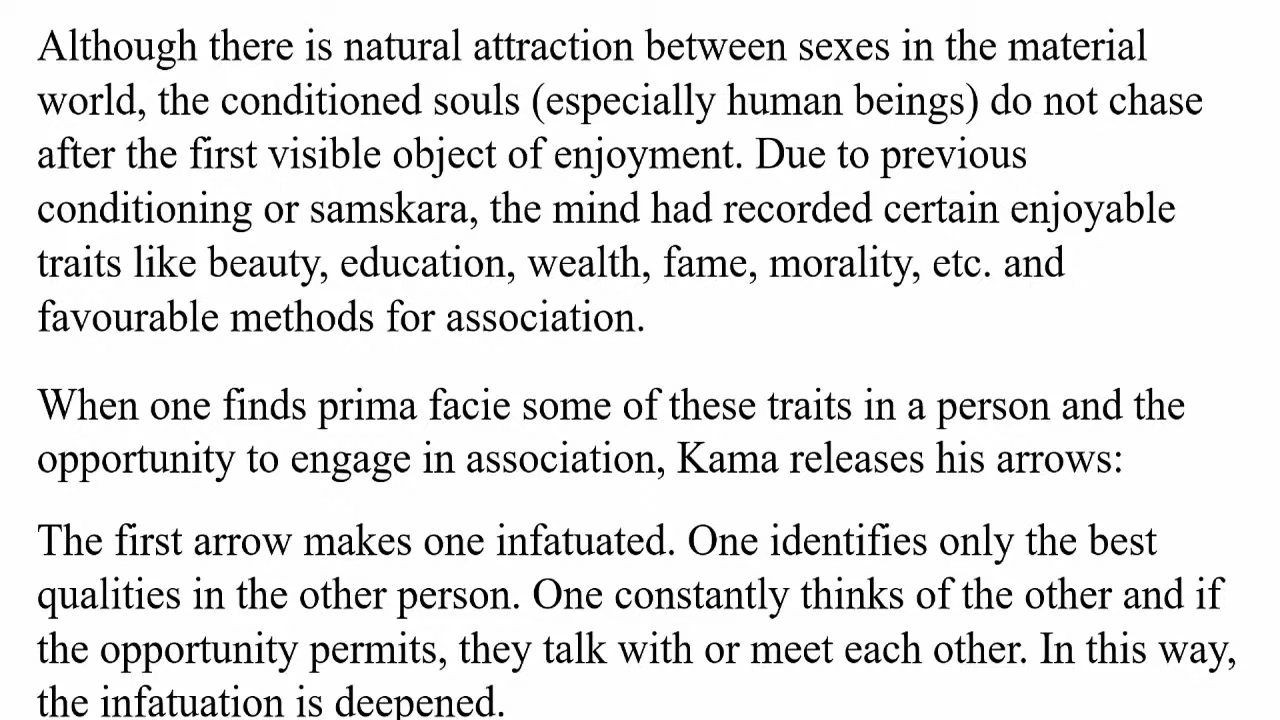 Although there is natural attraction between sexes in the material
world, the conditioned souls (especially human beings) do not chase
after the first visible object of enjoyment. Due to previous
conditioning or samskara, the mind had recorded certain enjoyable
traits like beauty, education, wealth, fame, morality, etc. and
favourable methods for association.
When one finds prima facie some of these traits in a person and the
opportunity to engage in association, Kama releases his arrows:
The first arrow makes one infatuated. One identifies only the best
qualities in the other person. One constantly thinks of the other and if
the opportunity permits, they talk with or meet each other. In this way,
the infatuation is deepened.